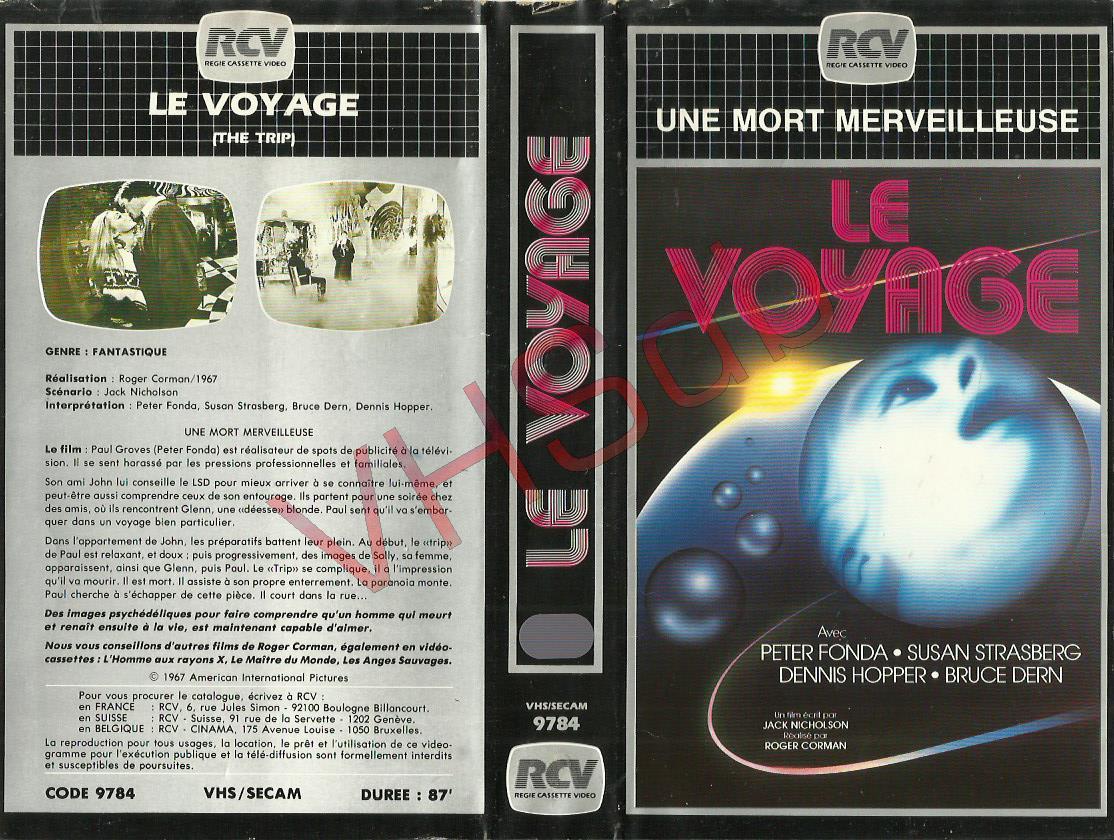 RCV
REGIE CASSETTE VIDEO
LE VOYAGE
(THE TRIP)
GENRE : FANTASTIQUE
Réalisation : Roger Corman/1967
Scénario : Jack Nicholson
Interprétation : Peter Fonda, Susan Strasberg, Bruce Dern, Dennis Hopper.
UNE MORT MERVEILLEUSE
Le film : Paul Groves (Peter Fonda) est réalisateur de spots de publicité à la télévi-
sion. Il se sent harassé par les pressions professionnelles et familiales.
Son ami John lui conseille le LSD pour mieux arriver à se connaître lui-même, et
peut-être aussi comprendre ceux de son entourage. Ils partent pour une soirée chez
des amis, où ils rencontrent Glenn, une «déesse» blonde. Paul sent qu'il va s'embar-
quer dans un voyage bien particulier.
Dans l'appartement de John, les préparatifs battent leur plein. Au début, le «trip»
de Paul est relaxant, et doux ; puis progressivement, des images de Sally, sa femme,
apparaissent, ainsi que Glenn, puis Paul. Le «Trip» se complique, il a l'impression
qu'il va mourir. Il est mort. Il assiste à son propre enterrement. La paranoia monte.
Paul cherche à s'échapper de cette pièce. Il court dans la rue...
Des images psychédéliques pour faire comprendre qu'un homme qui meurt
et renaît ensuite à la vie, est maintenant capable d'aimer.
Nous vous conseillons d'autres films de Roger Corman, également en vidéo-
cassettes : L'Homme aux rayons X, Le Maître du Monde, Les Anges Sauvages.
© 1967 American International Pictures
Pour vous procurer le catalogue, écrivez à RCV :
en FRANCE : RCV, 6, rue Jules Simon - 92100 Boulogne Billancourt.
en SUISSE : RCV - Suisse, 91 rue de la Servette - 1202 Genève.
en BELGIQUE : RCV - CINAMA, 175 Avenue Louise - 1050 Bruxelles.
La reproduction pour tous usages, la location, le prêt et l'utilisation de ce video-
gramme pour l'exécution publique et la télé-diffusion sont formellement interdits
et susceptibles de poursuites.
CODE 9784 VHS/SECAM DUREE : 87'
LE VOYAGE
VHS/SECAM
9784
RCV
REGIE CASSETTE VIDEO
RCV
REGIE CASSETTE VIDEO
UNE MORT MERVEILLEUSE
LE
VOYAGE
Avec
PETER FONDA • SUSAN STRASBERG
DENNIS HOPPER • BRUCE DERN
Un film écrit par
JACK NICHOLSON
Réalisé par
ROGER CORMAN